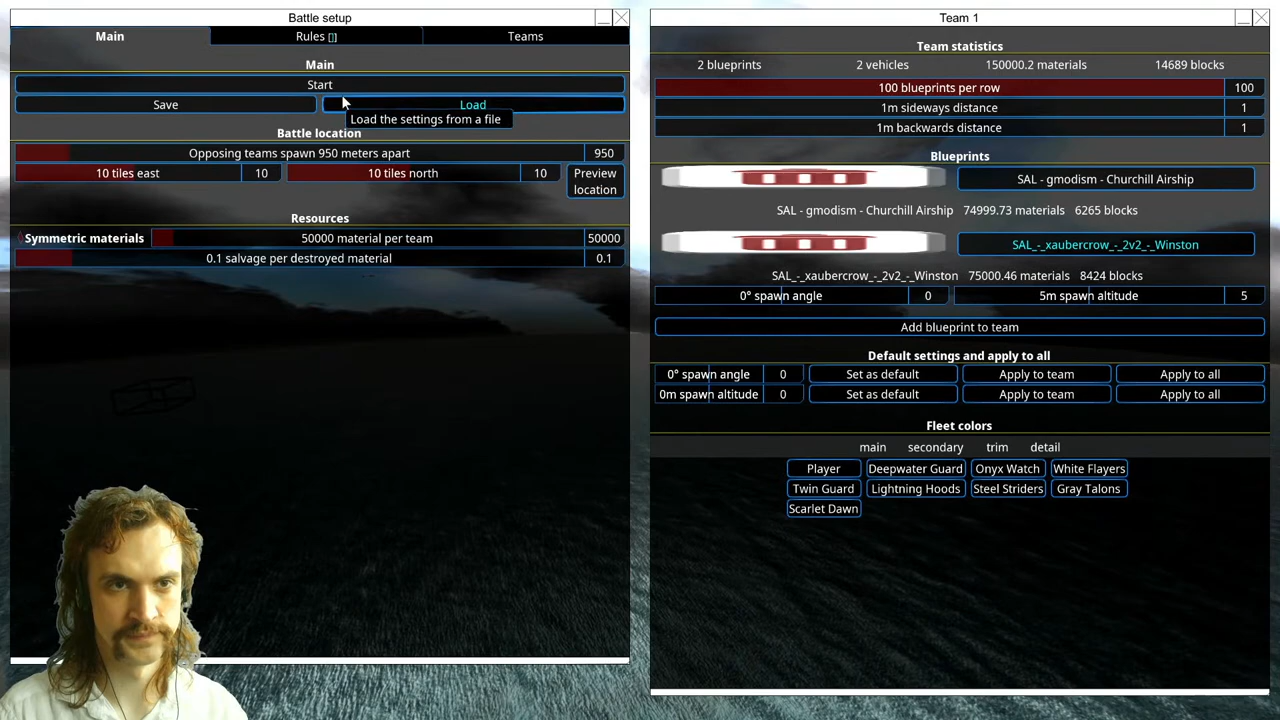 Battle setup
Main
Rules []
Teams
Main
Start
Save
Load
Load the settings from a file
Battle location
Opposing teams spawn 950 meters apart
950
10 tiles east
10
10 tiles north
10
Preview
location
Resources
Symmetric materials
50000 material per team
50000
0.1 salvage per destroyed material
0.1
Team 1
Team statistics
2 blueprints
2 vehicles
150000.2 materials
14689 blocks
100 blueprints per row
100
1m sideways distance
1
1m backwards distance
1
Blueprints
SAL - gmodism - Churchill Airship
SAL - gmodism - Churchill Airship 74999.73 materials 6265 blocks
SAL_-_xaubercrow_-_2v2_-_Winston
SAL_-_xaubercrow_-_2v2_-_Winston 75000.46 materials 8424 blocks
0° spawn angle
0
5m spawn altitude
5
Add blueprint to team
Default settings and apply to all
0° spawn angle
0
Set as default
Apply to team
Apply to all
0m spawn altitude
0
Set as default
Apply to team
Apply to all
Fleet colors
main secondary trim detail
Player
Deepwater Guard
Onyx Watch
White Flayers
Twin Guard
Lightning Hoods
Steel Striders
Gray Talons
Scarlet Dawn